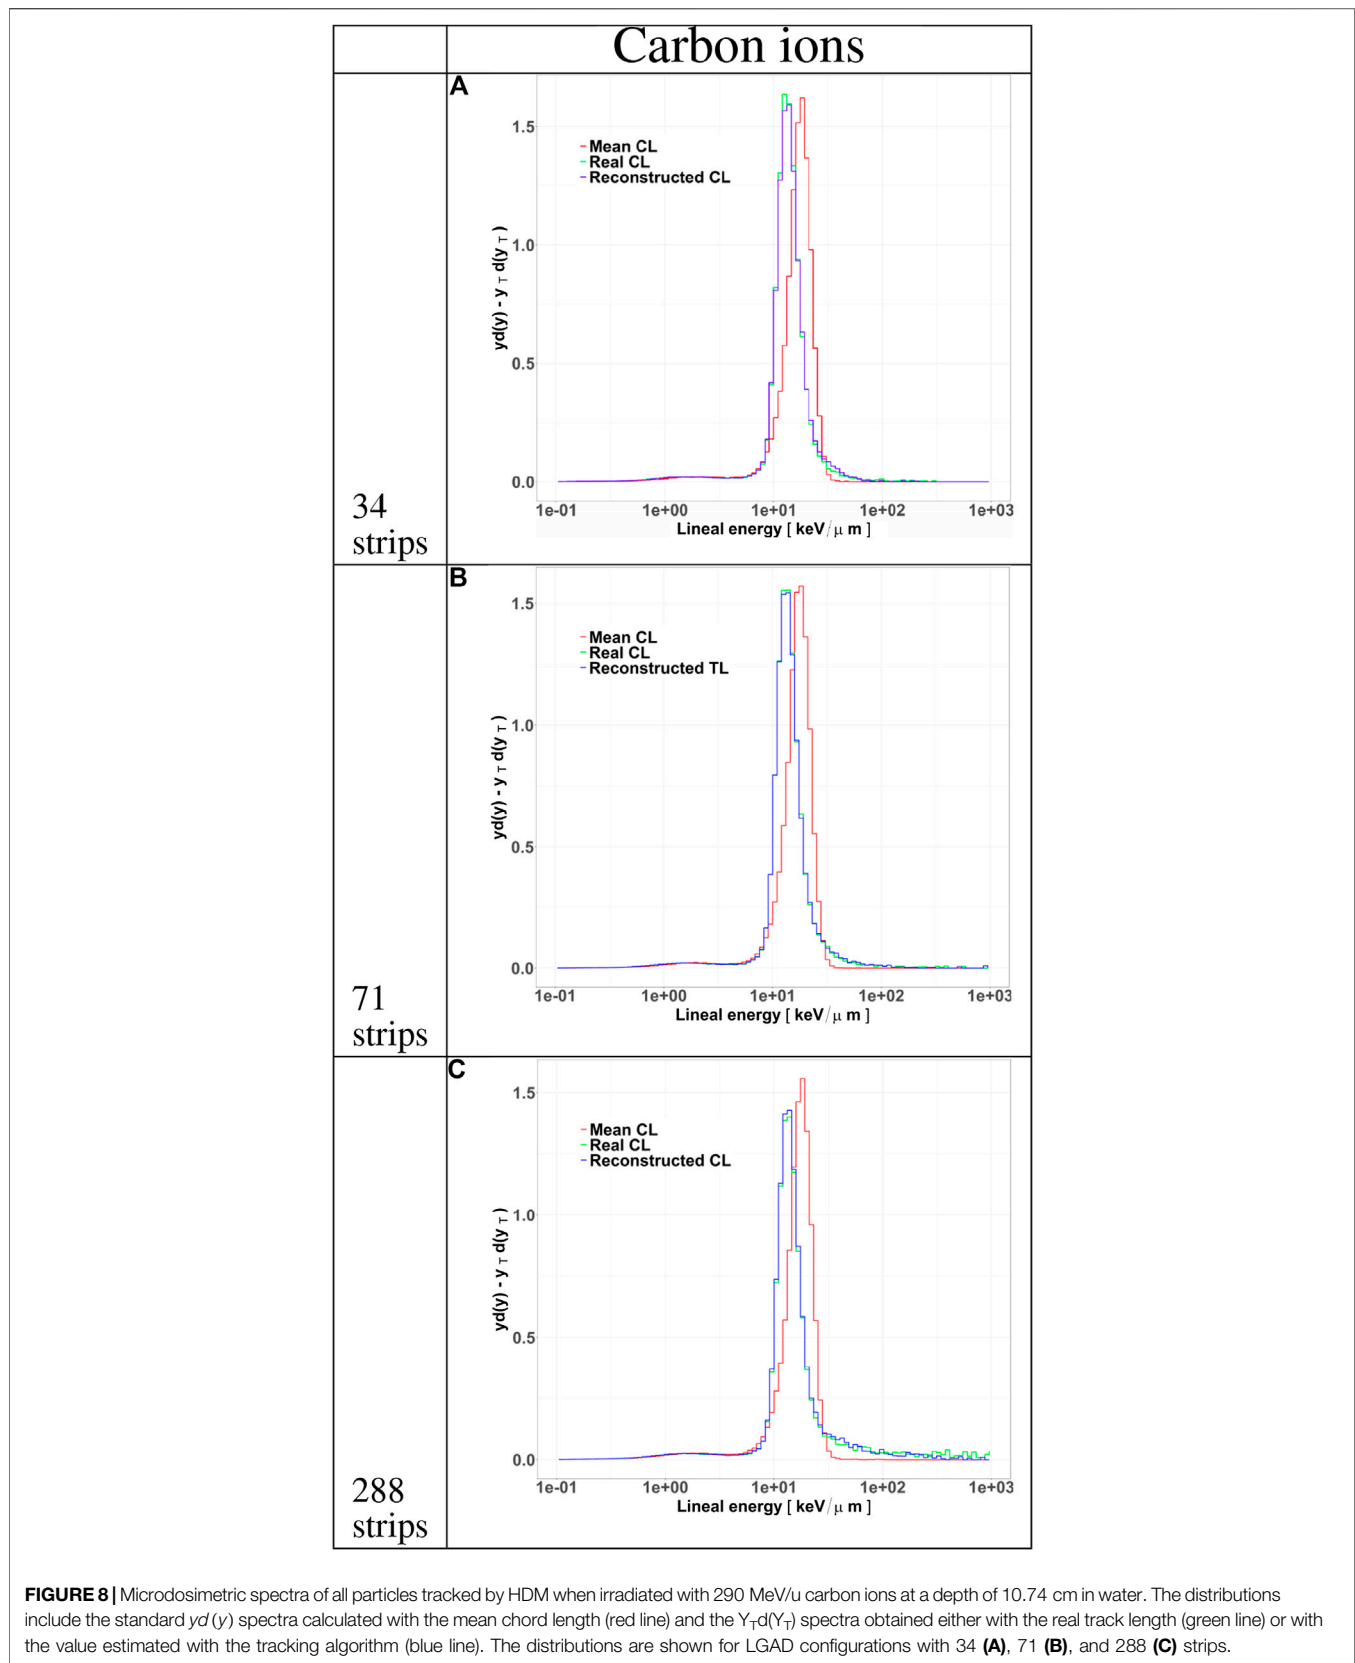 Carbon ions
A
1.5
1.0
0.5
0.0
yd(y) - y T d(y T)
Mean CL
Real CL
Reconstructed CL
1e-01 1e+00 1e+01 1e+02 1e+03
Lineal energy [ keV/μ m ]
34
strips
B
1.5
1.0
0.5
0.0
yd(y) - y T d(y T)
Mean CL
Real CL
Reconstructed TL
1e-01 1e+00 1e+01 1e+02 1e+03
Lineal energy [ keV/μ m ]
71
strips
C
1.5
1.0
0.5
0.0
yd(y) - y T d(y T)
Mean CL
Real CL
Reconstructed CL
1e-01 1e+00 1e+01 1e+02 1e+03
Lineal energy [ keV/μ m ]
288
strips
FIGURE 8 | Microdosimetric spectra of all particles tracked by HDM when irradiated with 290 MeV/u carbon ions at a depth of 10.74 cm in water. The distributions
include the standard yd(y) spectra calculated with the mean chord length (red line) and the Y_Td(Y_T) spectra obtained either with the real track length (green line) or with
the value estimated with the tracking algorithm (blue line). The distributions are shown for LGAD configurations with 34 (A), 71 (B), and 288 (C) strips.